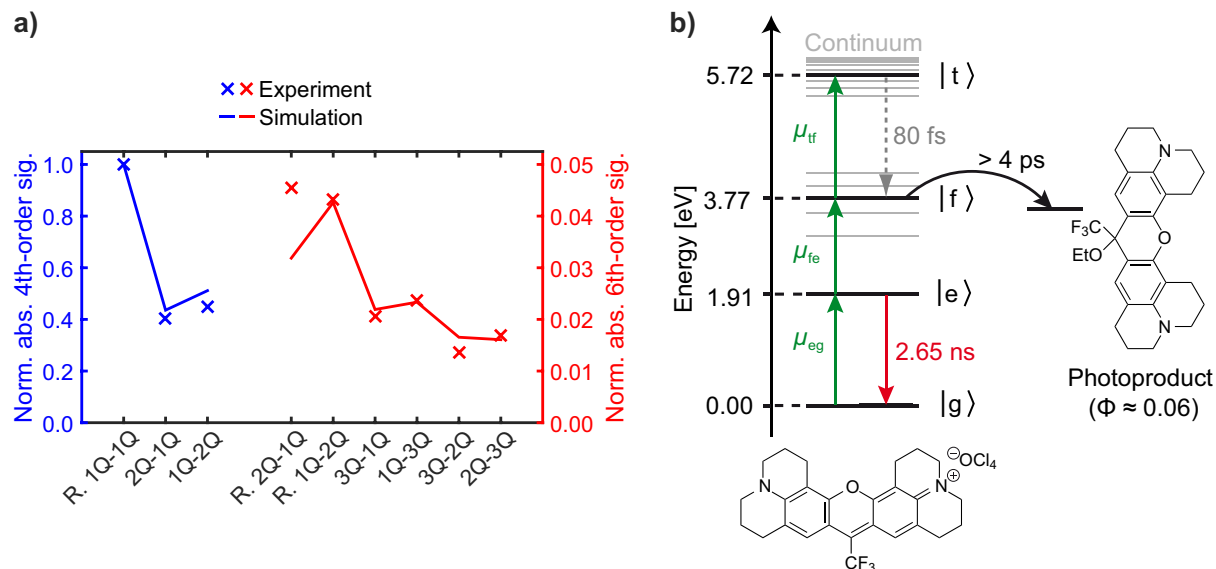 a)
Experiment
Simulation
Norm. abs. 4th-order sig.
1.0
0.8
0.6
0.4
0.2
0.0
Norm. abs. 6th-order sig.
0.05
0.04
0.03
0.02
0.01
0.00
R. 1Q-1Q
2Q-1Q
1Q-2Q
R. 2Q-1Q
R. 1Q-2Q
3Q-1Q
1Q-3Q
3Q-2Q
2Q-3Q
b)
Energy [eV]
Continuum
5.72
|t⟩
μtf
80 fs
> 4 ps
3.77
|f⟩
μfe
1.91
|e⟩
μeg
2.65 ns
0.00
|g⟩
N
F3C
O
EtO
N
Photoproduct
(Φ ≈ 0.06)
N
O
N
+
−OCl4
CF3